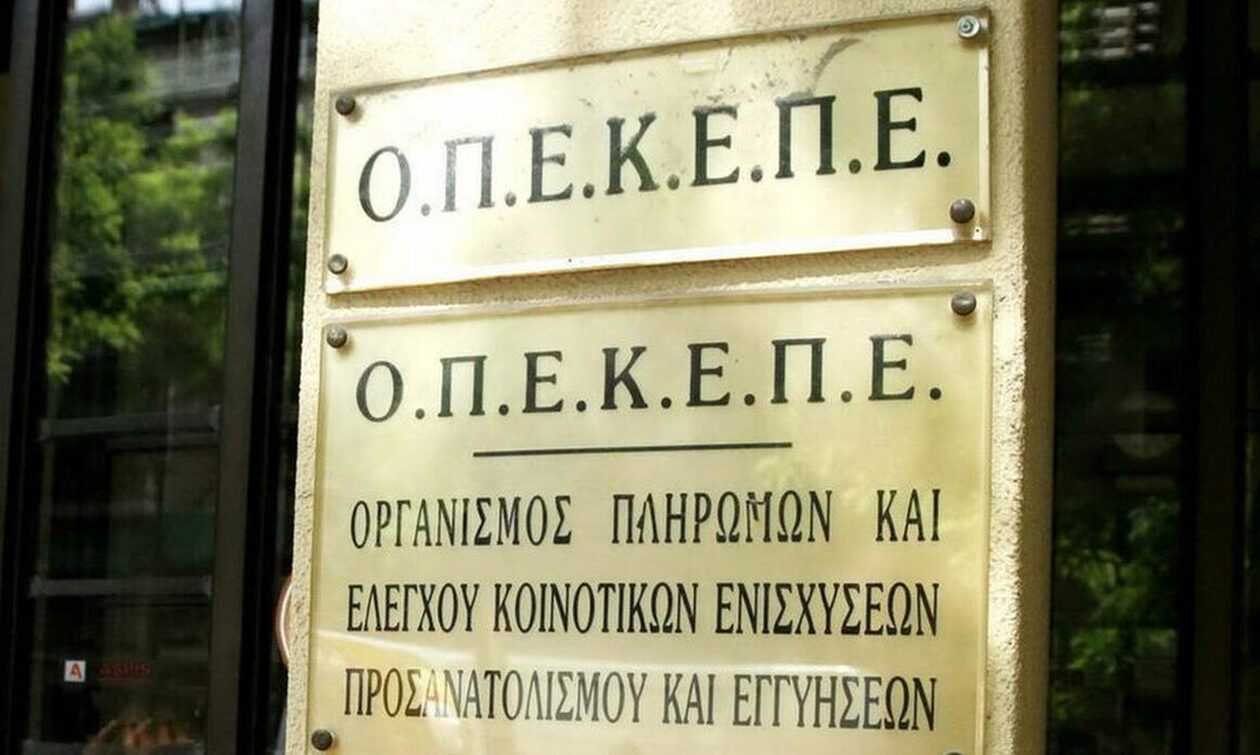 Ο.Π.Ε.Κ.Ε.Π.Ε.
Ο.Π.Ε.Κ.Ε.Π.Ε.
ΟΡΓΑΝΙΣΜΟΣ ΠΛΗΡΩΜΩΝ ΚΑΙ
ΕΛΕΓΧΟΥ ΚΟΙΝΟΤΙΚΩΝ ΕΝΙΣΧΥΣΕΩΝ
ΠΡΟΣΑΝΑΤΟΛΙΣΜΟΥ ΚΑΙ ΕΓΓΥΗΣΕΩΝ
A